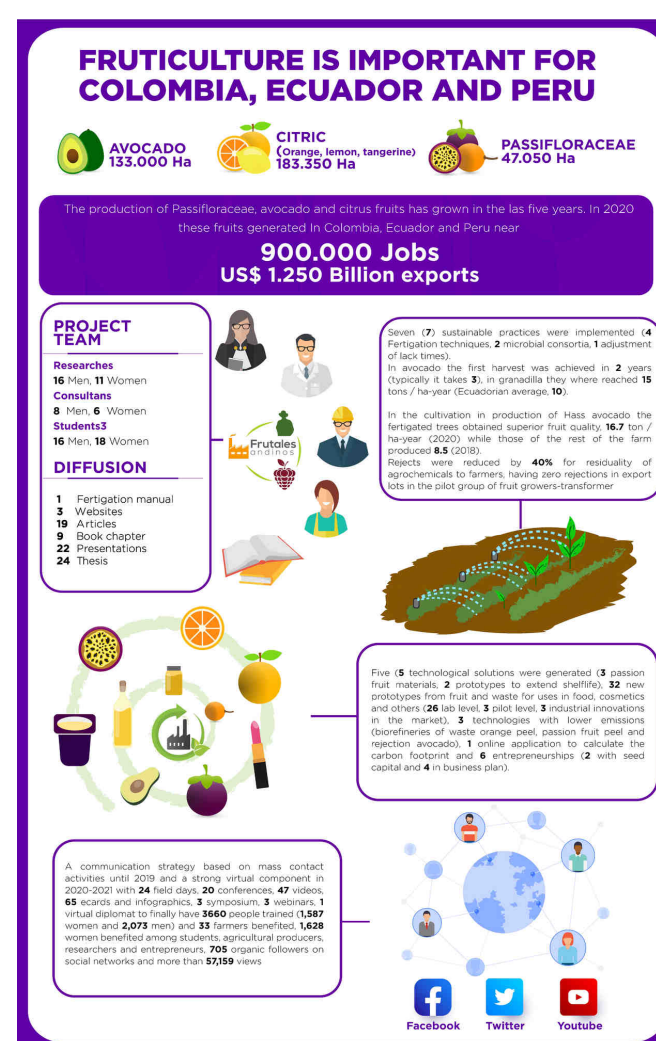 FRUTICULTURE IS IMPORTANT FOR
COLOMBIA, ECUADOR AND PERU
AVOCADO
133.000 Ha
CITRIC
(Orange, lemon, tangerine)
183.350 Ha
PASSIFLORACEAE
47.050 Ha
The production of Passifloraceae, avocado and citrus fruits has grown in the las five years. In 2020
these fruits generated In Colombia, Ecuador and Peru near
900.000 Jobs
US$ 1.250 Billion exports
PROJECT
TEAM
Researches
16 Men, 11 Women
Consultans
8 Men, 6 Women
Students3
16 Men, 18 Women
DIFFUSION
1 Fertigation manual
3 Websites
19 Articles
9 Book chapter
22 Presentations
24 Thesis
Frutales
andinos
Seven (7) sustainable practices were implemented (4
Fertigation techniques, 2 microbial consortia, 1 adjustment
of lack times).
In avocado the first harvest was achieved in 2 years
(typically it takes 3), in granadilla they where reached 15
tons / ha-year (Ecuadorian average, 10).
In the cultivation in production of Hass avocado the
fertigated trees obtained superior fruit quality, 16.7 ton /
ha-year (2020) while those of the rest of the farm
produced 8.5 (2018).
Rejects were reduced by 40% for residuality of
agrochemicals to farmers, having zero rejections in export
lots in the pilot group of fruit growers-transformer
Five (5 technological solutions were generated (3 passion
fruit materials, 2 prototypes to extend shelflife), 32 new
prototypes from fruit and waste for uses in food, cosmetics
and others (26 lab level, 3 pilot level, 3 industrial innovations
in the market), 3 technologies with lower emissions
(biorefineries of waste orange peel, passion fruit peel and
rejection avocado), 1 online application to calculate the
carbon footprint and 6 entrepreneurships (2 with seed
capital and 4 in business plan).
A communication strategy based on mass contact
activities until 2019 and a strong virtual component in
2020-2021 with 24 field days, 20 conferences, 47 videos,
65 ecards and infographics, 3 symposium, 3 webinars, 1
virtual diplomat to finally have 3660 people trained (1,587
women and 2,073 men) and 33 farmers benefited, 1,628
women benefited among students, agricultural producers,
researchers and entrepreneurs, 705 organic followers on
social networks and more than 57,159 views
Facebook
Twitter
Youtube